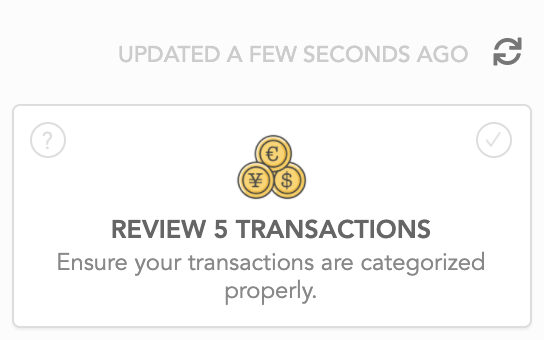 UPDATED A FEW SECONDS AGO
?
€
¥ $
REVIEW 5 TRANSACTIONS
Ensure your transactions are categorized
properly.